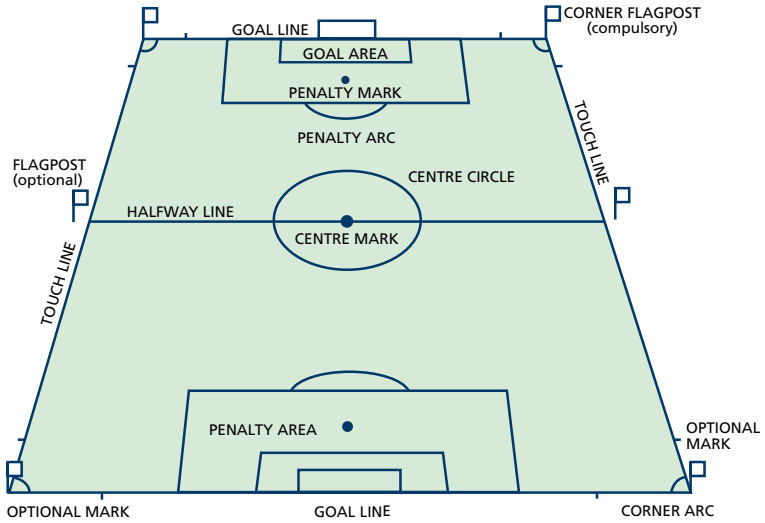 GOAL LINE
CORNER FLAGPOST
(compulsory)
GOAL AREA
PENALTY MARK
PENALTY ARC
TOUCH LINE
FLAGPOST
(optional)
CENTRE CIRCLE
HALFWAY LINE
CENTRE MARK
TOUCH LINE
PENALTY AREA
OPTIONAL
MARK
OPTIONAL MARK
GOAL LINE
CORNER ARC